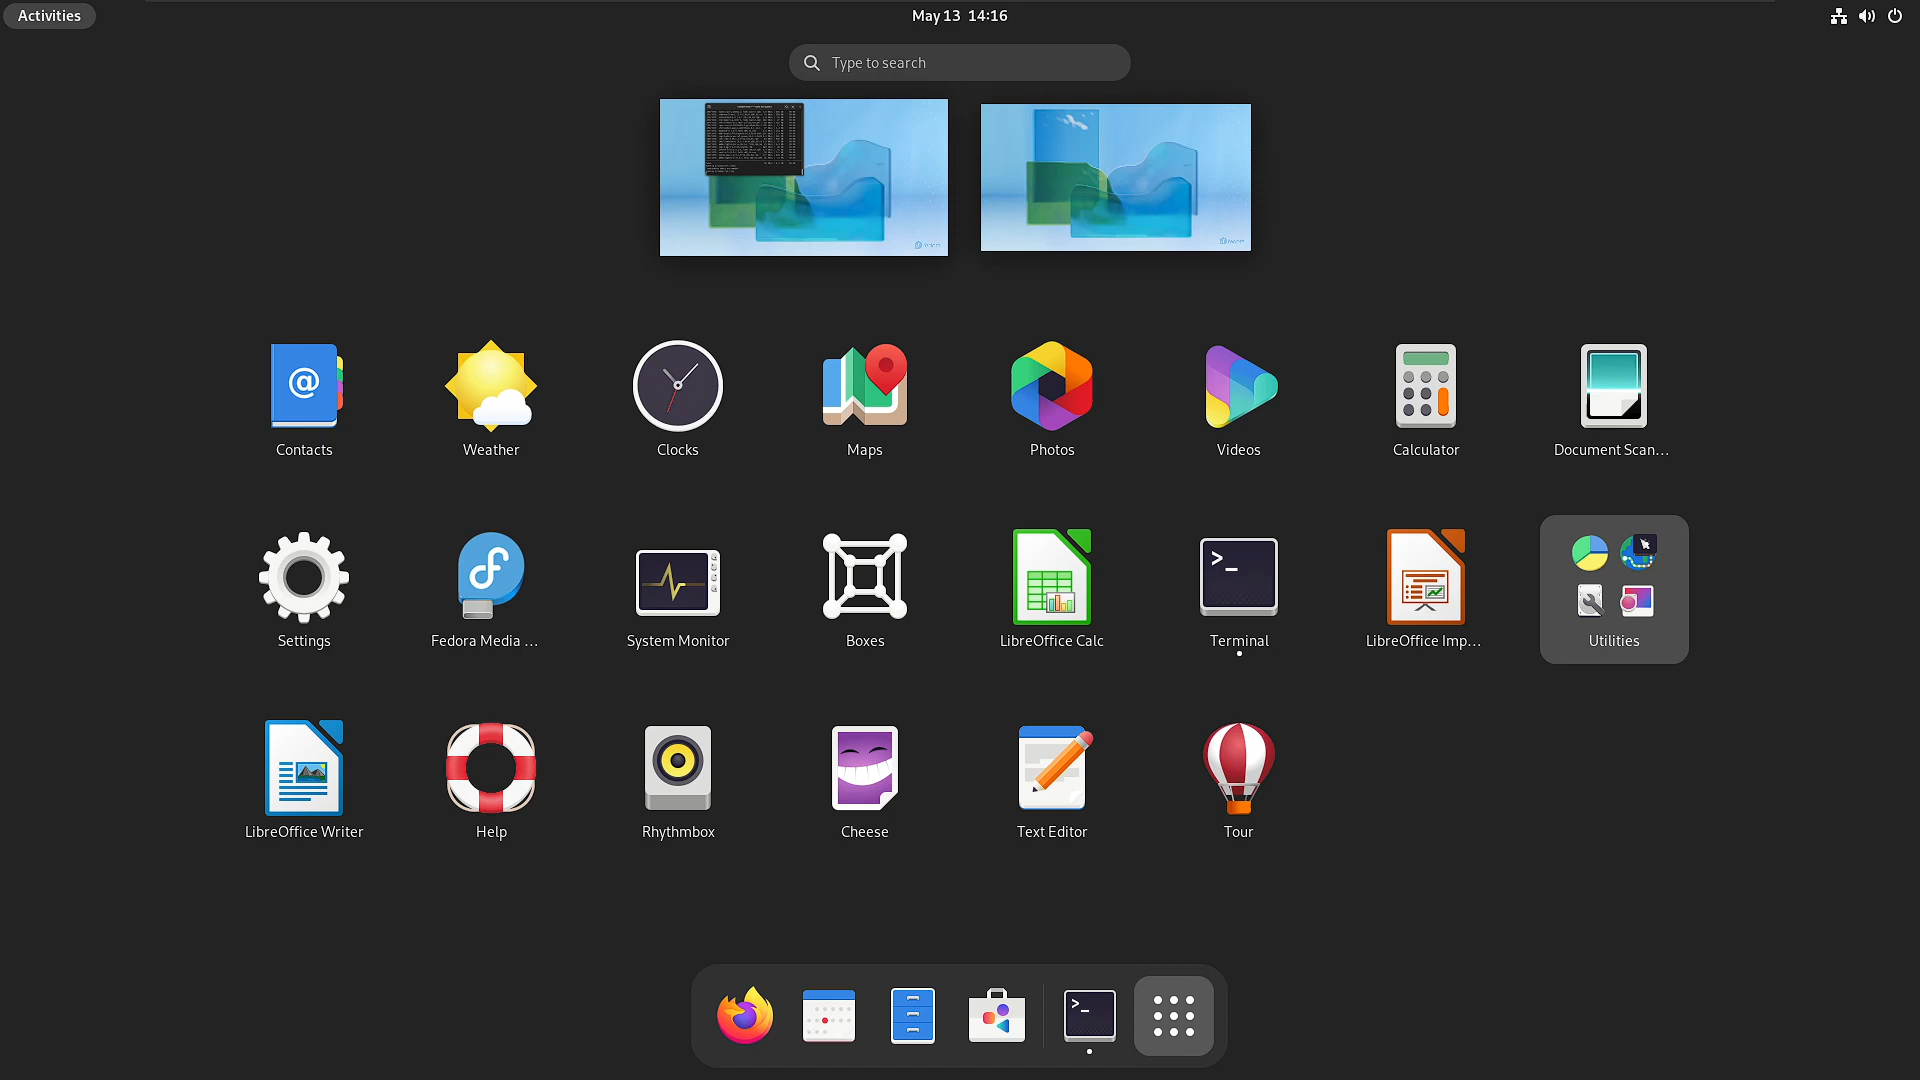 Activities
May 13 14:16
Type to search
Contacts
Weather
Clocks
Maps
Photos
Videos
Calculator
Document Scan…
Settings
Fedora Media …
System Monitor
Boxes
LibreOffice Calc
Terminal
LibreOffice Imp…
Utilities
LibreOffice Writer
Help
Rhythmbox
Cheese
Text Editor
Tour